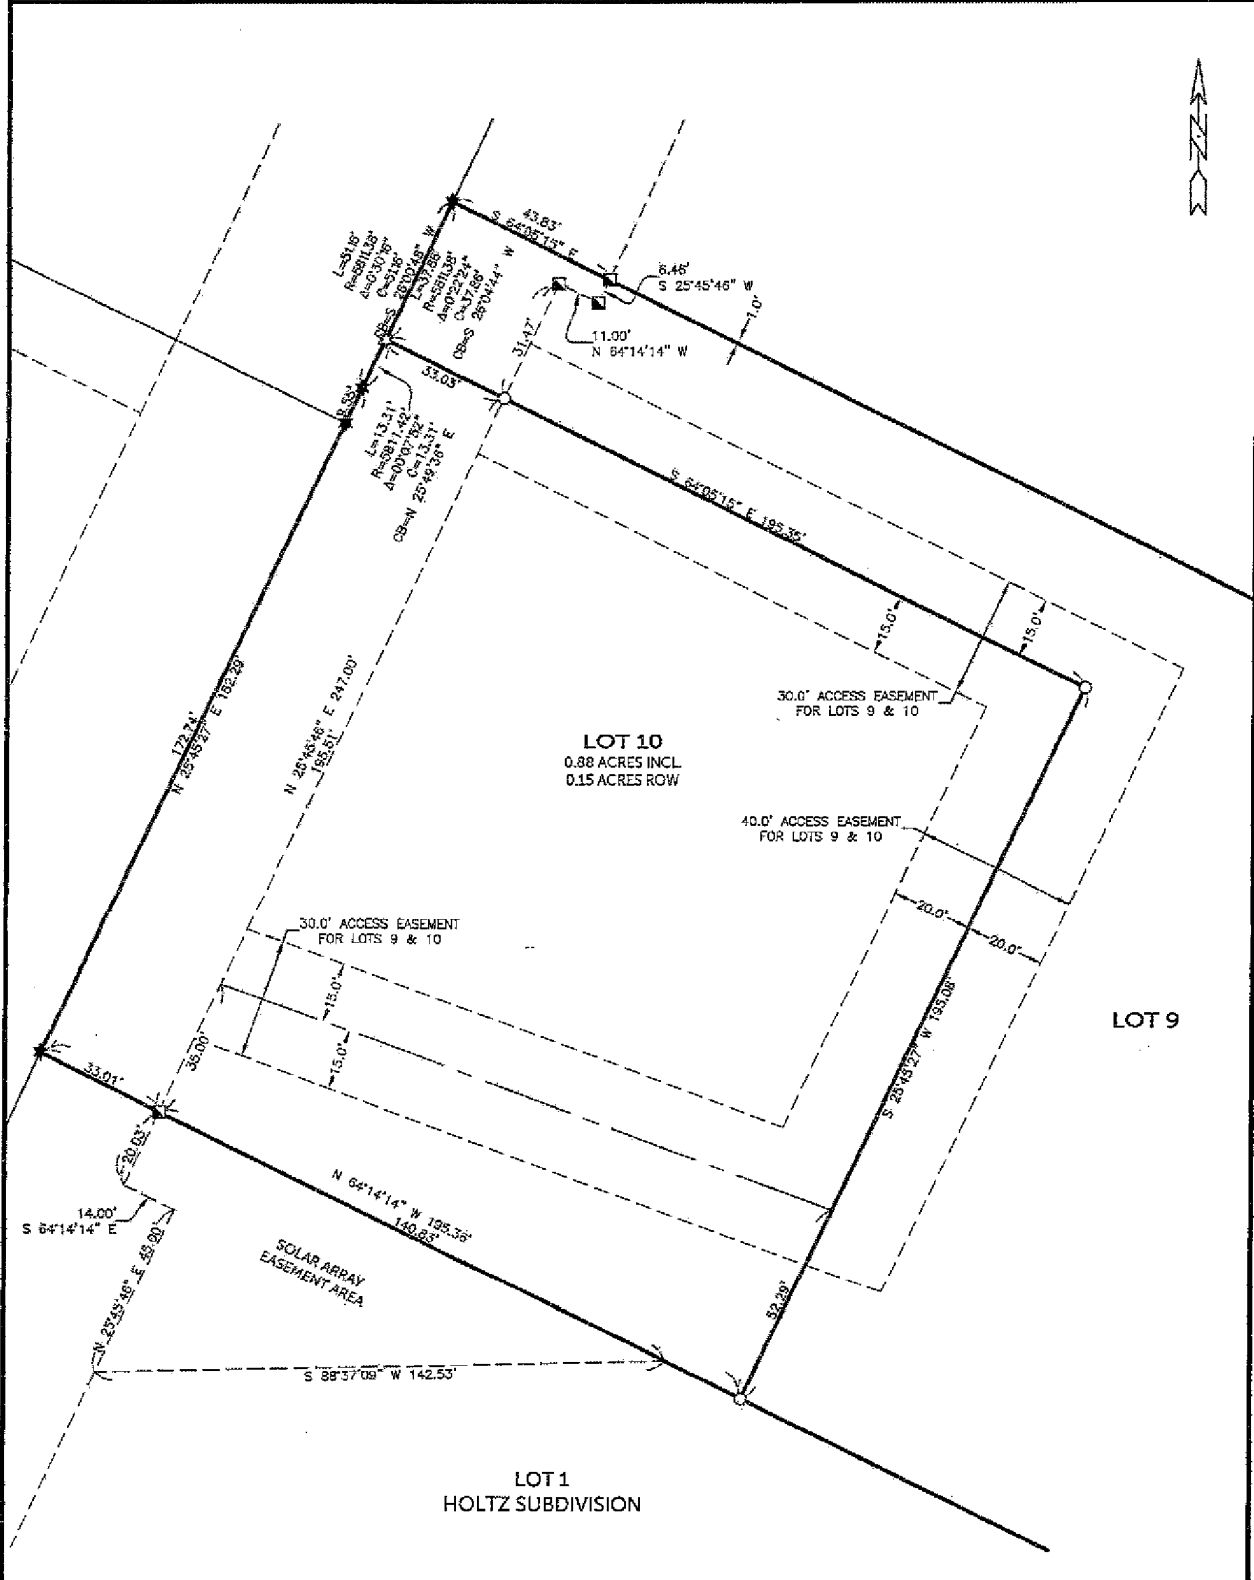 N
43.83'
S 64°05'15" E
6.46'
S 25°45'46" W
1.0'
L=51.16'
R=5811.38'
Δ=0°30'16"
C=51.16'
CB=S 26°00'48" W
L=37.86'
R=5811.38'
Δ=0°22'24"
C=37.86'
CB=S 26°04'44" W
11.00'
N 64°14'14" W
31.47'
33.03'
L=13.31'
R=5811.42'
Δ=00°07'52"
C=13.31'
CB=N 25°49'36" E
S 64°05'15" E 195.35'
15.0'
15.0'
30.0' ACCESS EASEMENT
FOR LOTS 9 & 10
172.74'
N 25°45'27" E 182.29'
N 25°45'46" E 247.00'
195.51'
LOT 10
0.88 ACRES INCL
0.15 ACRES ROW
40.0' ACCESS EASEMENT
FOR LOTS 9 & 10
20.0'
20.0'
30.0' ACCESS EASEMENT
FOR LOTS 9 & 10
15.0'
15.0'
LOT 9
S 25°45'27" W 195.08'
35.00'
33.01'
20.03'
14.00'
S 64°14'14" E
N 64°14'14" W 195.36'
140.83'
SOLAR ARRAY
EASEMENT AREA
N 25°45'46" E 45.00'
52.29'
S 88°37'09" W 142.53'
LOT 1
HOLTZ SUBDIVISION